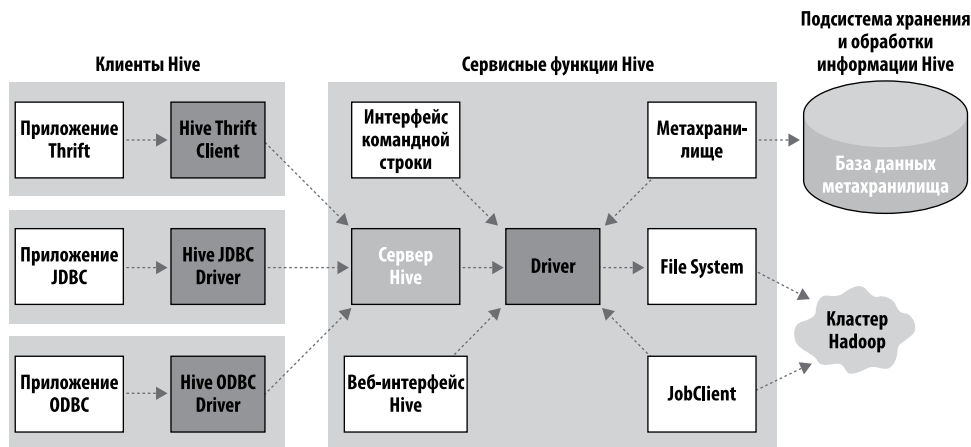 Подсистема хранения
и обработки
информации Hive
Клиенты Hive
Сервисные функции Hive
Приложение
Thrift
Hive Thrift
Client
Интерфейс
командной
строки
Метахрани-
лище
База данных
метахранилища
Приложение
JDBC
Hive JDBC
Driver
Сервер
Hive
Driver
File System
Кластер
Hadoop
Приложение
ODBC
Hive ODBC
Driver
Веб-интерфейс
Hive
JobClient